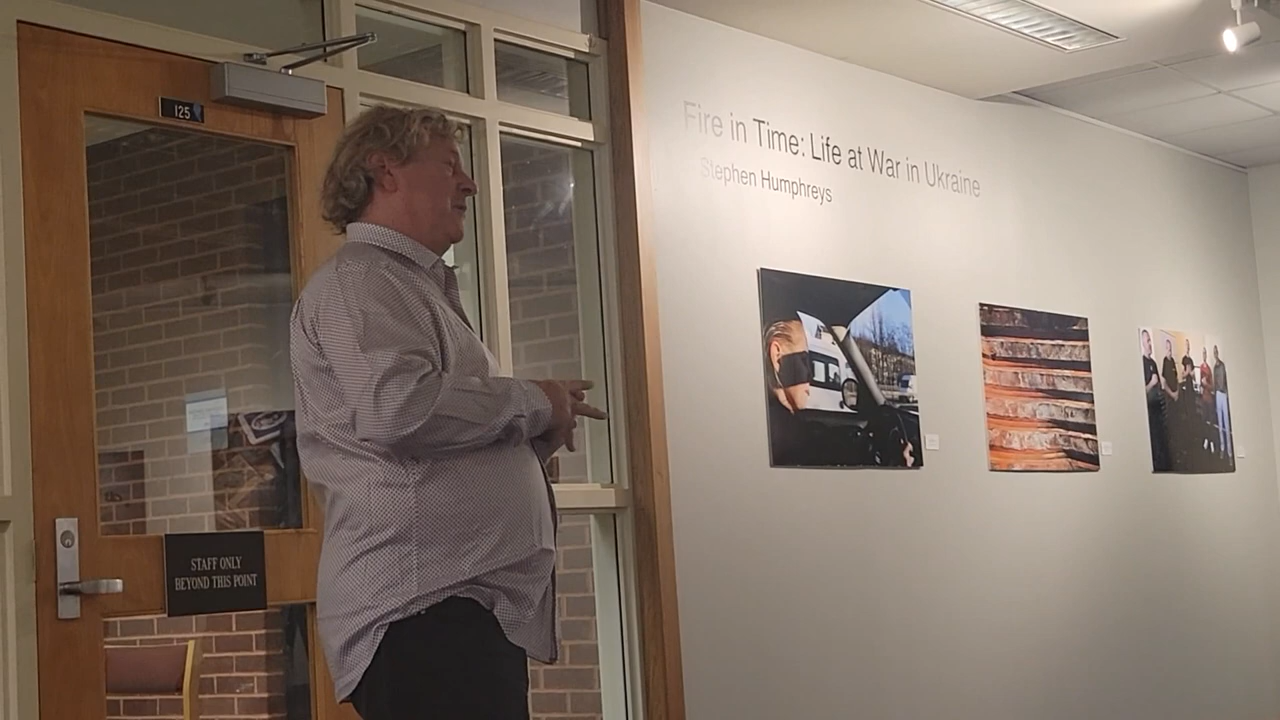 125
Fire in Time: Life at War in Ukraine
Stephen Humphreys
STAFF ONLY
BEYOND THIS POINT